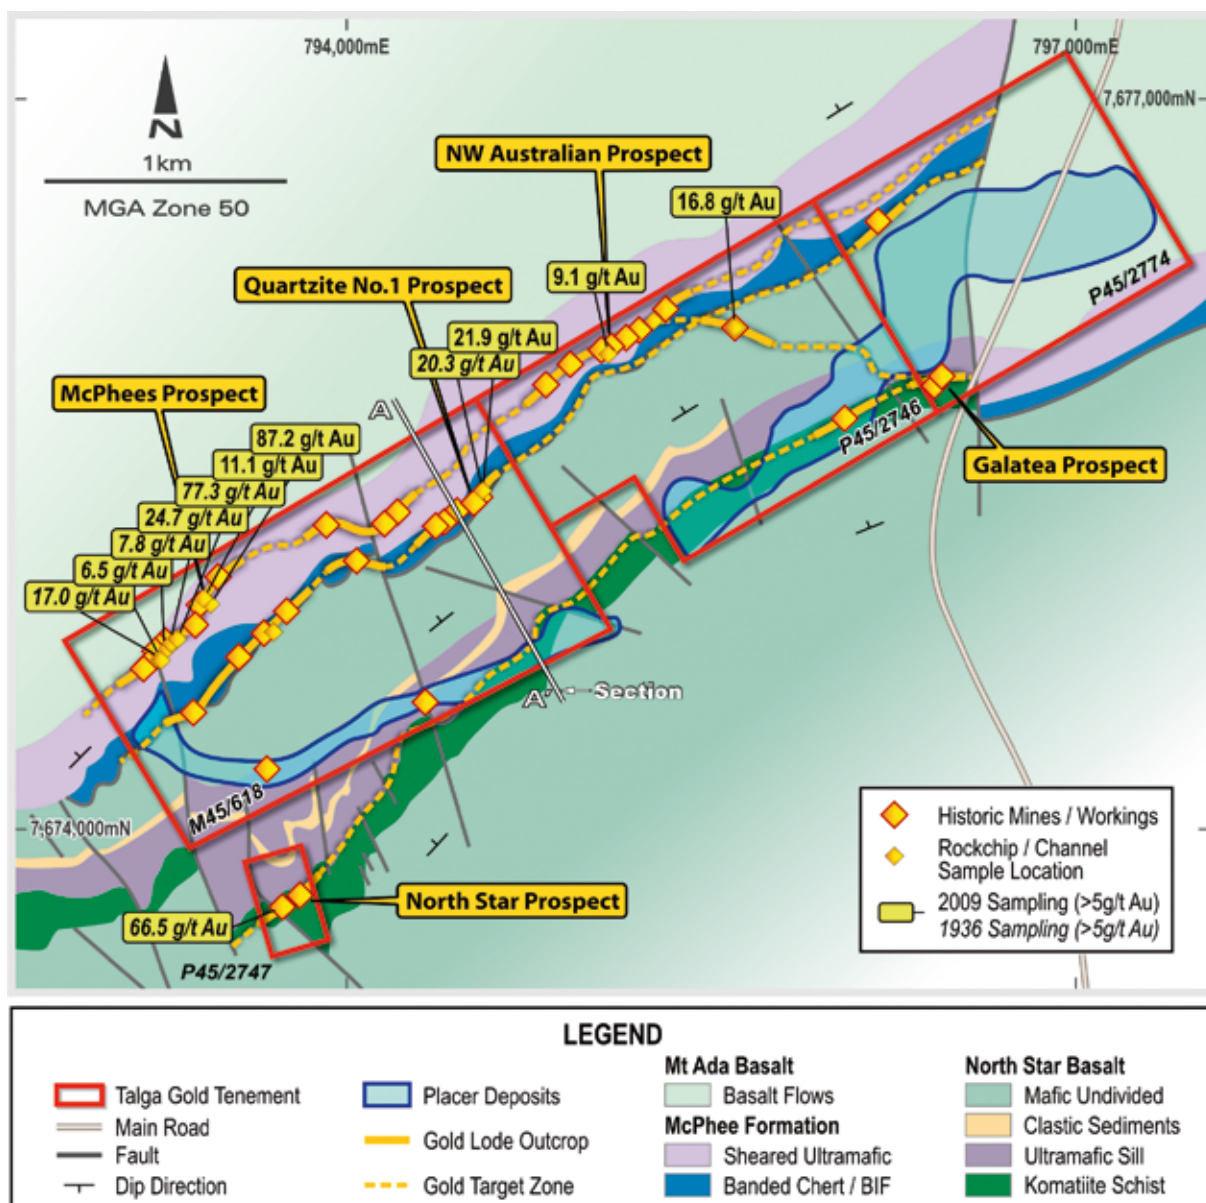 794,000mE
797,000mE
7,677,000mN
N
1km
MGA Zone 50
NW Australian Prospect
16.8 g/t Au
9.1 g/t Au
Quartzite No.1 Prospect
21.9 g/t Au
20.3 g/t Au
McPhees Prospect
A
87.2 g/t Au
11.1 g/t Au
77.3 g/t Au
24.7 g/t Au
7.8 g/t Au
6.5 g/t Au
17.0 g/t Au
P45/2774
P45/2746
Galatea Prospect
A' Section
M45/618
7,674,000mN
North Star Prospect
66.5 g/t Au
P45/2747
Historic Mines / Workings
Rockchip / Channel
Sample Location
2009 Sampling (>5g/t Au)
1936 Sampling (>5g/t Au)
LEGEND
Talga Gold Tenement
Main Road
Fault
Dip Direction
Placer Deposits
Gold Lode Outcrop
Gold Target Zone
Mt Ada Basalt
Basalt Flows
McPhee Formation
Sheared Ultramafic
Banded Chert / BIF
North Star Basalt
Mafic Undivided
Clastic Sediments
Ultramafic Sill
Komatiite Schist